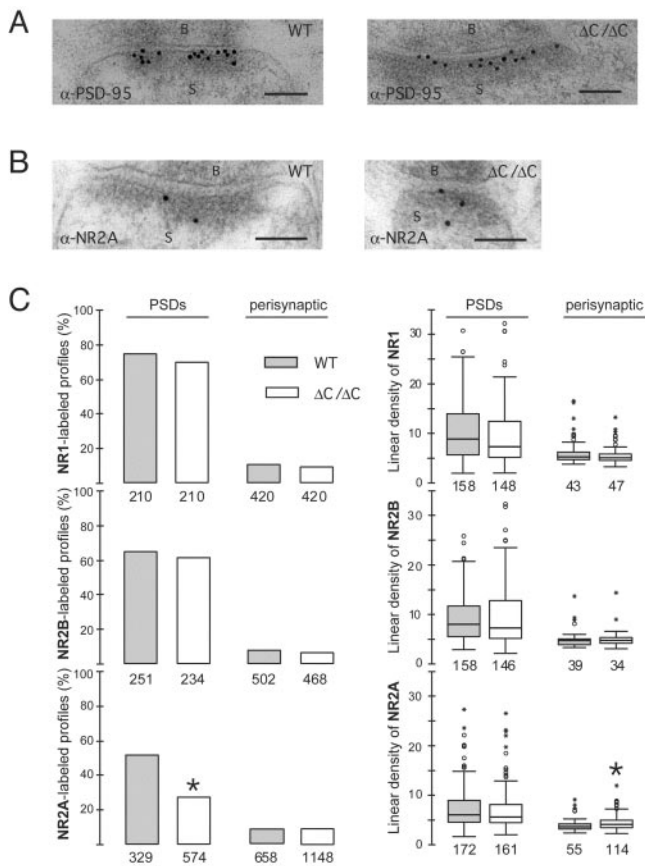 A
B
WT
α-PSD-95
S
B
ΔC/ΔC
α-PSD-95
S
B
B
WT
α-NR2A
S
B
ΔC/ΔC
S
α-NR2A
C
PSDs
perisynaptic
WT
ΔC/ΔC
NR1-labeled profiles (%)
100
80
60
40
20
210
210
420
420
NR2B-labeled profiles (%)
100
80
60
40
20
251
234
502
468
NR2A-labeled profiles (%)
100
80
60
40
20
*
329
574
658
1148
PSDs
perisynaptic
Linear density of NR1
35
30
20
10
0
158
148
43
47
Linear density of NR2B
30
20
10
0
158
146
39
34
Linear density of NR2A
30
20
10
0
*
172
161
55
114